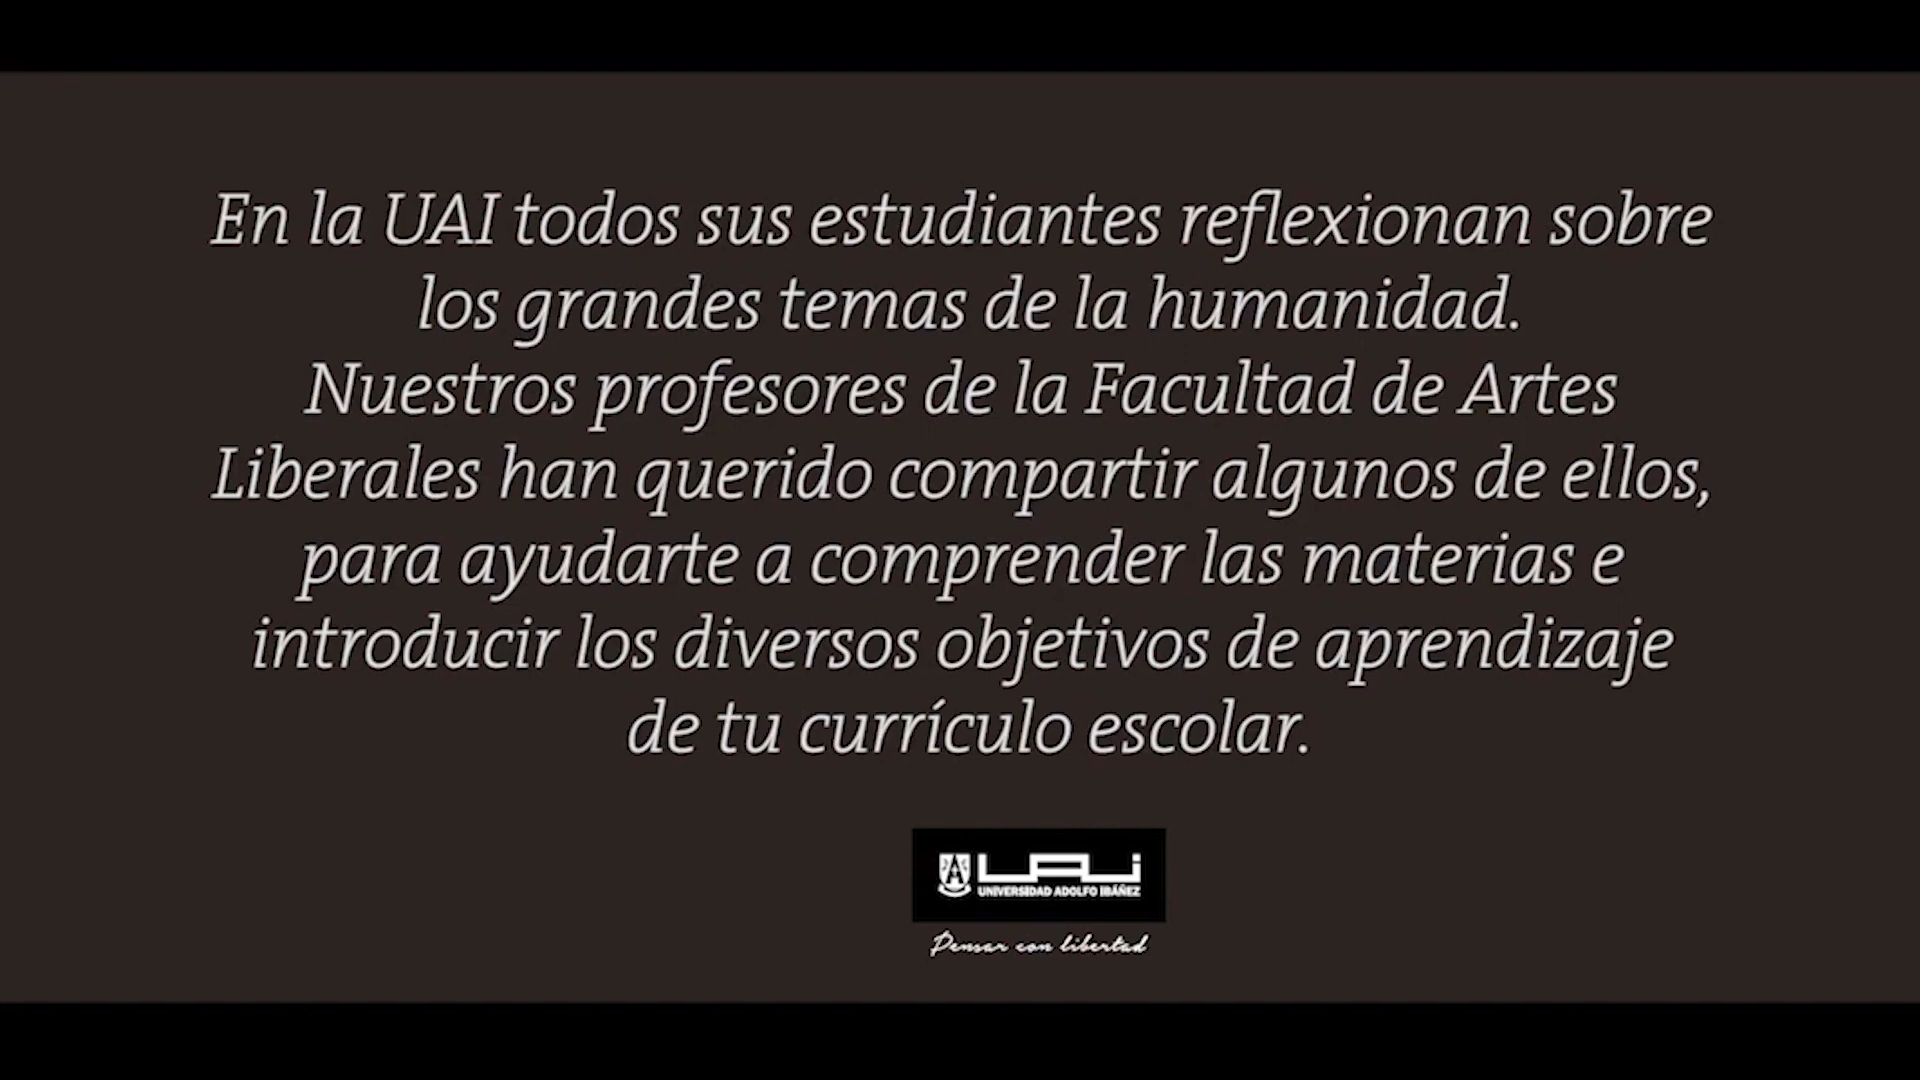 En la UAI todos sus estudiantes reflexionan sobre
los grandes temas de la humanidad.
Nuestros profesores de la Facultad de Artes
Liberales han querido compartir algunos de ellos,
para ayudarte a comprender las materias e
introducir los diversos objetivos de aprendizaje
de tu currículo escolar.
UAI
UNIVERSIDAD ADOLFO IBÁÑEZ
Pensar con libertad